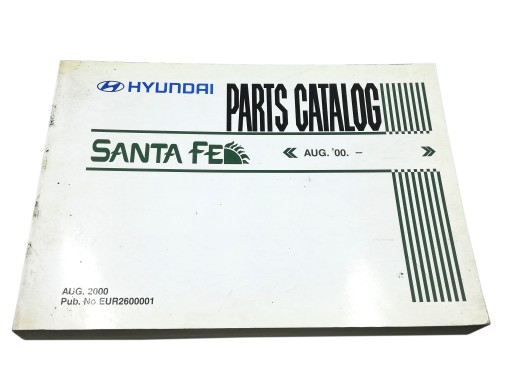 HYUNDAI PARTS CATALOG
SANTA FE « AUG. '00. – »
AUG. 2000
Pub. No EUR2600001